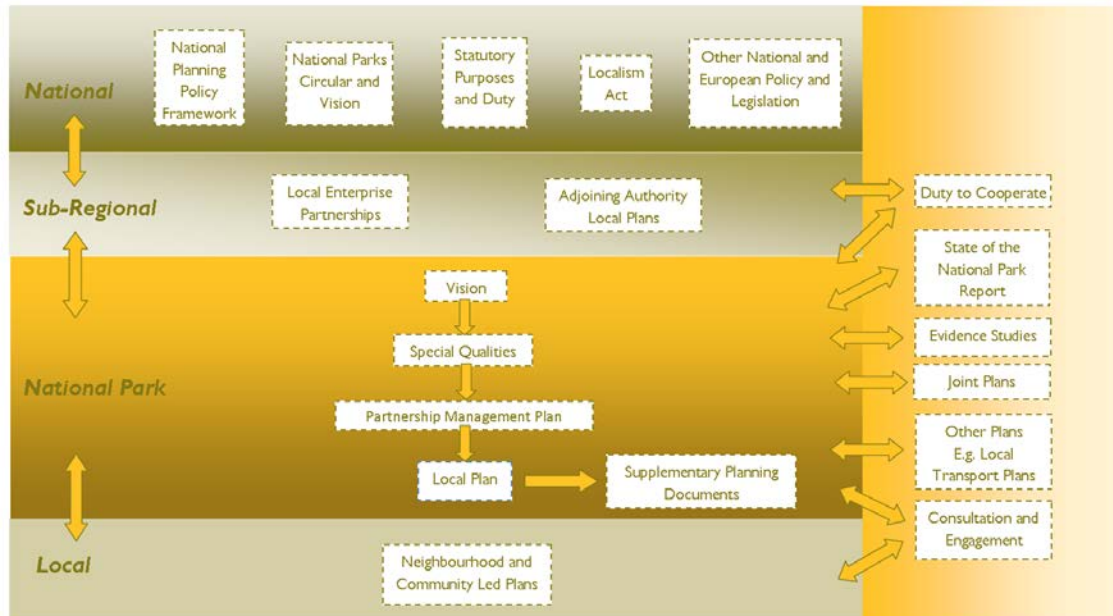 National
National
Planning
Policy
Framework
National Parks
Circular and
Vision
Statutory
Purposes
and Duty
Localism
Act
Other National and
European Policy and
Legislation
Sub-Regional
Local Enterprise
Partnerships
Adjoining Authority
Local Plans
Duty to Cooperate
State of the
National Park
Report
National Park
Vision
Special Qualities
Partnership Management Plan
Local Plan
Supplementary Planning
Documents
Evidence Studies
Joint Plans
Other Plans
E.g. Local
Transport Plans
Consultation and
Engagement
Local
Neighbourhood and
Community Led Plans